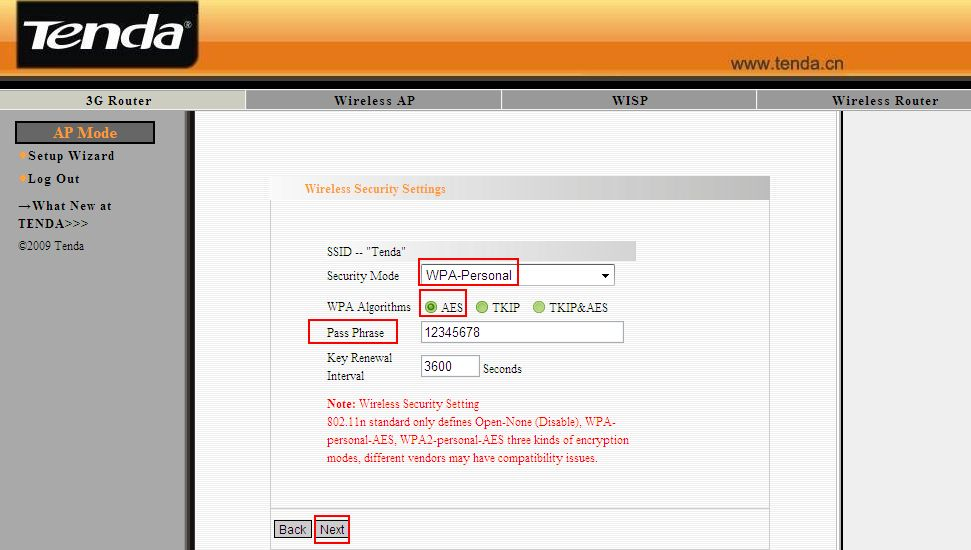 Tenda®
www.tenda.cn
3G Router Wireless AP WISP Wireless Router
AP Mode
Setup Wizard
Log Out
→What New at
TENDA>>>
©2009 Tenda
Wireless Security Settings
SSID -- "Tenda"
Security Mode WPA-Personal
WPA Algorithms AES TKIP TKIP&AES
Pass Phrase 12345678
Key Renewal
Interval 3600 Seconds
Note: Wireless Security Setting
802.11n standard only defines Open-None (Disable), WPA-
personal-AES, WPA2-personal-AES three kinds of encryption
modes, different vendors may have compatibility issues.
Back Next